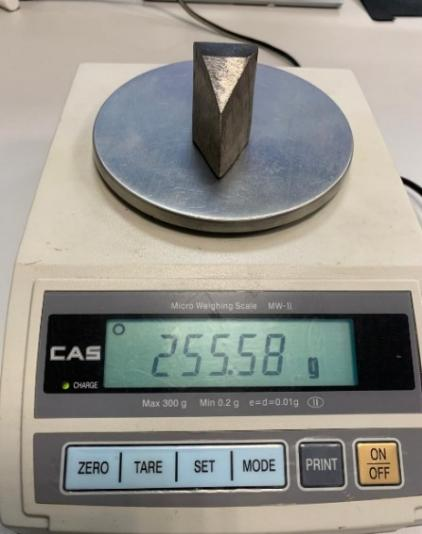 Micro Weighing Scale MW-II
CAS
255.58 g
CHARGE
Max 300 g Min 0.2 g e=d=0.01g II
ZERO TARE SET MODE PRINT ON
OFF